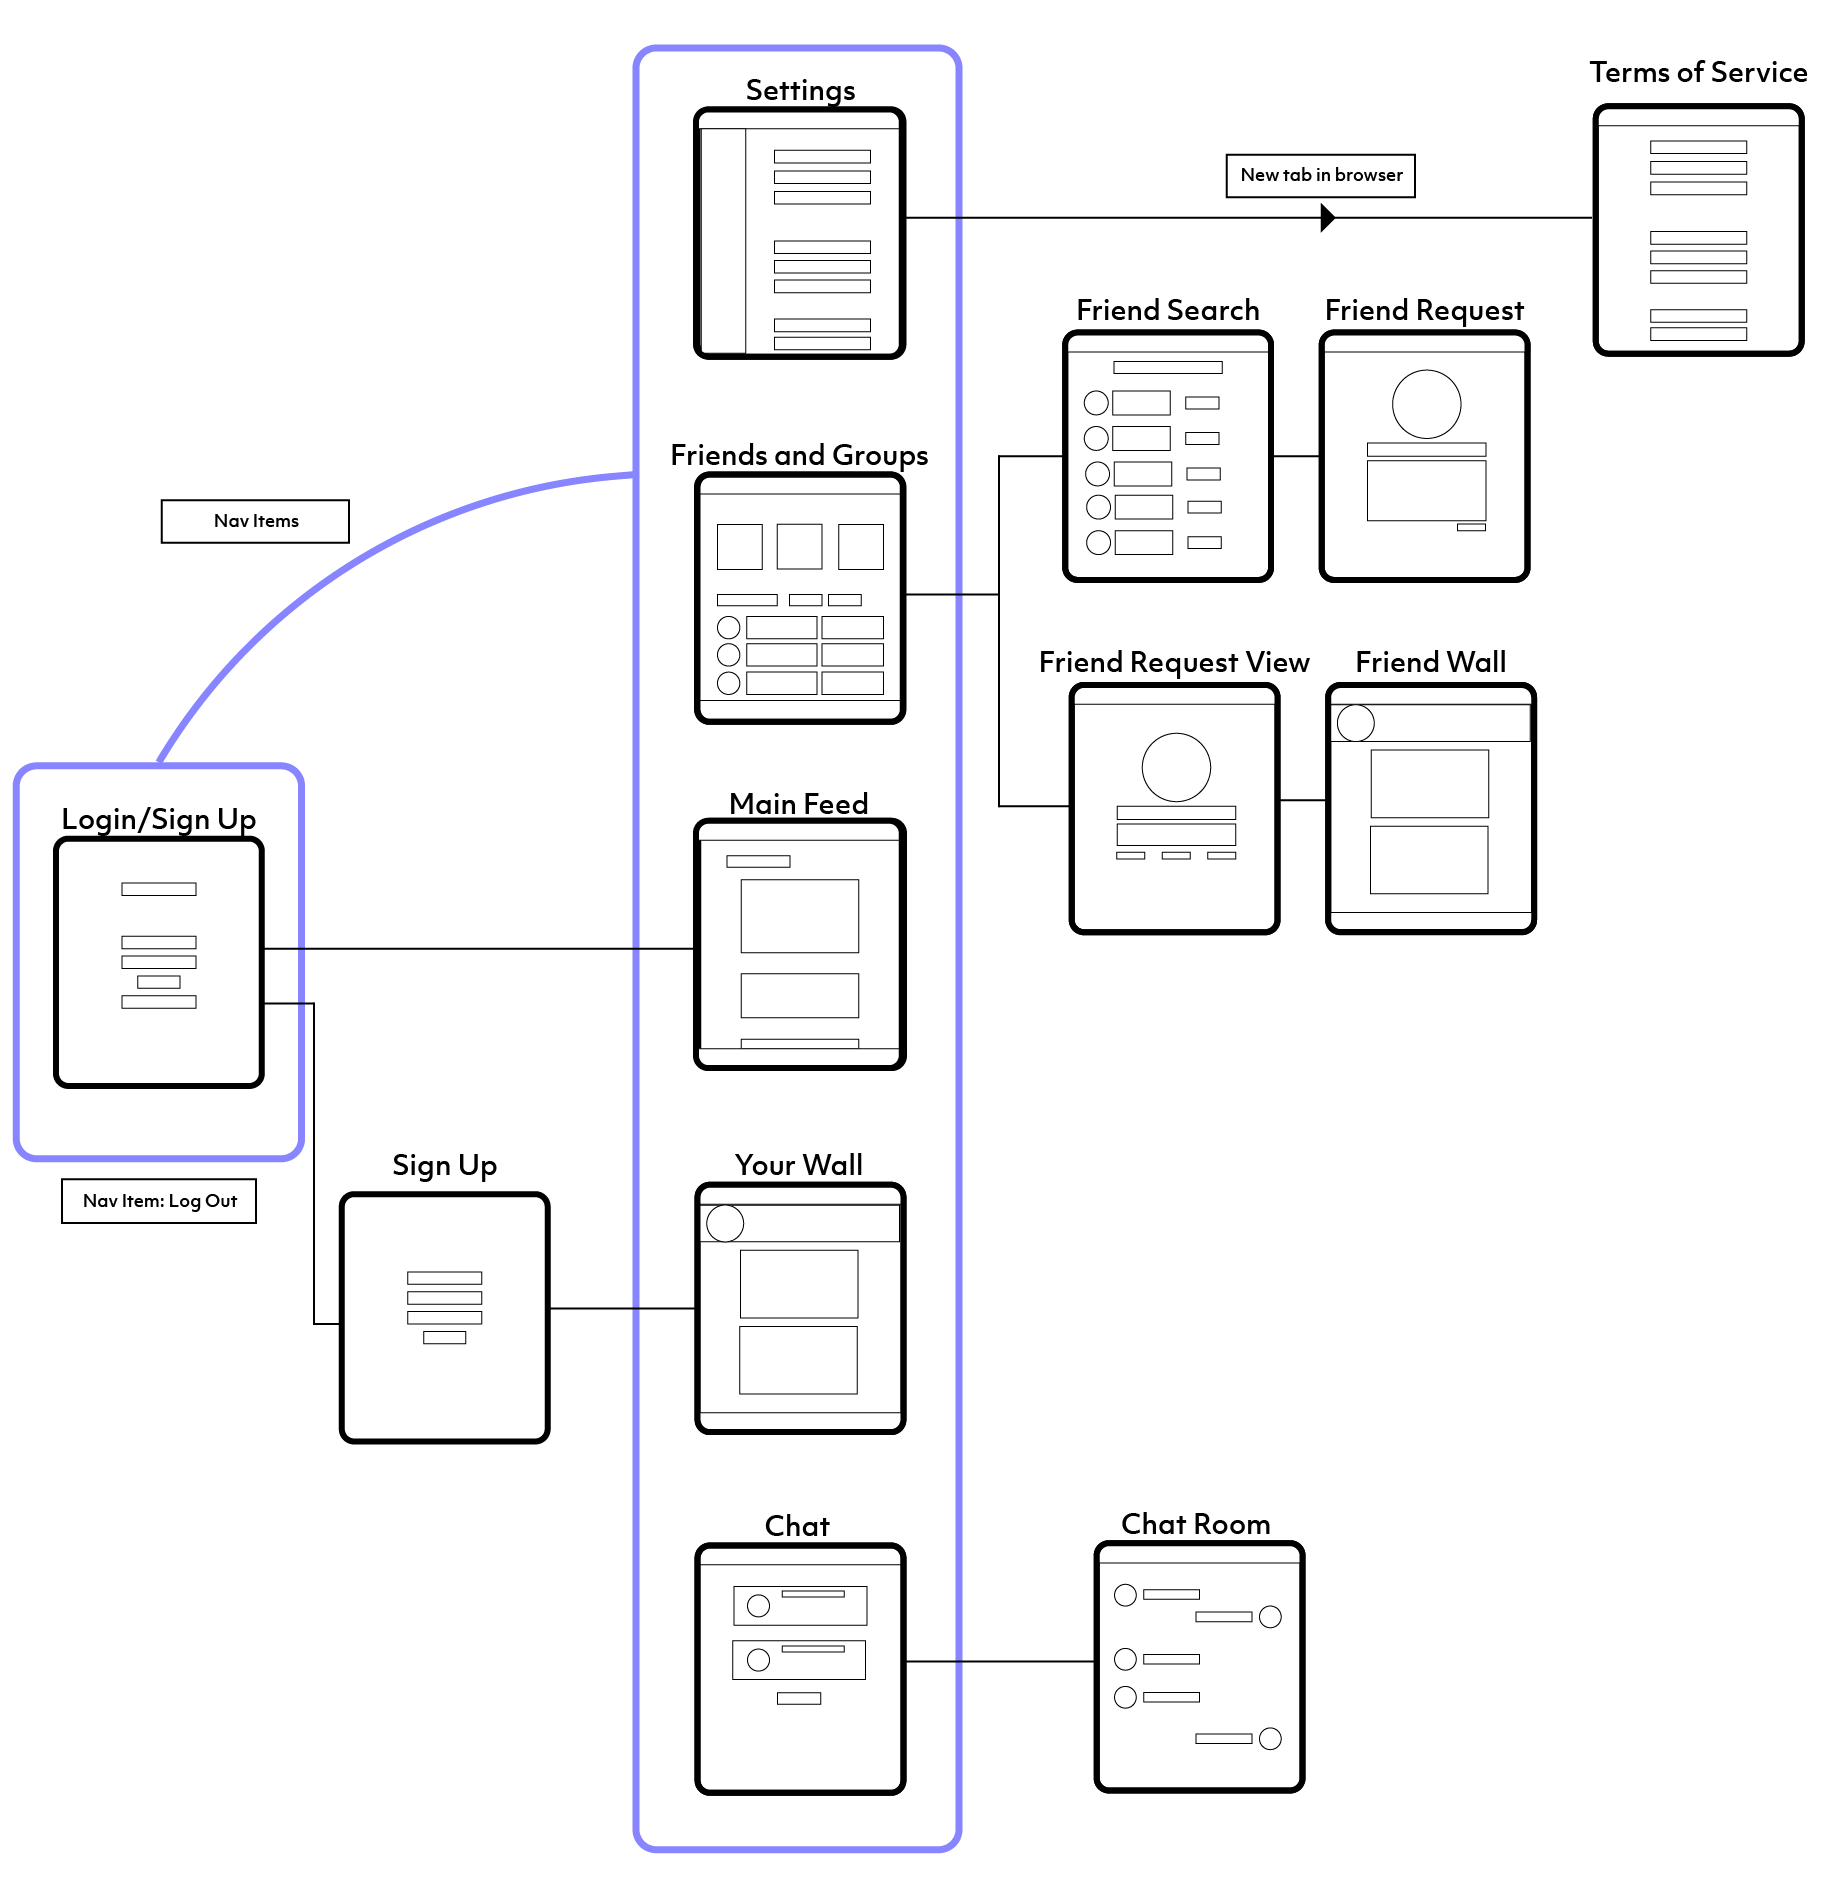 Settings
Terms of Service
New tab in browser
Friend Search
Friend Request
Friends and Groups
Nav Items
Friend Request View
Friend Wall
Login/Sign Up
Main Feed
Sign Up
Your Wall
Nav Item: Log Out
Chat
Chat Room